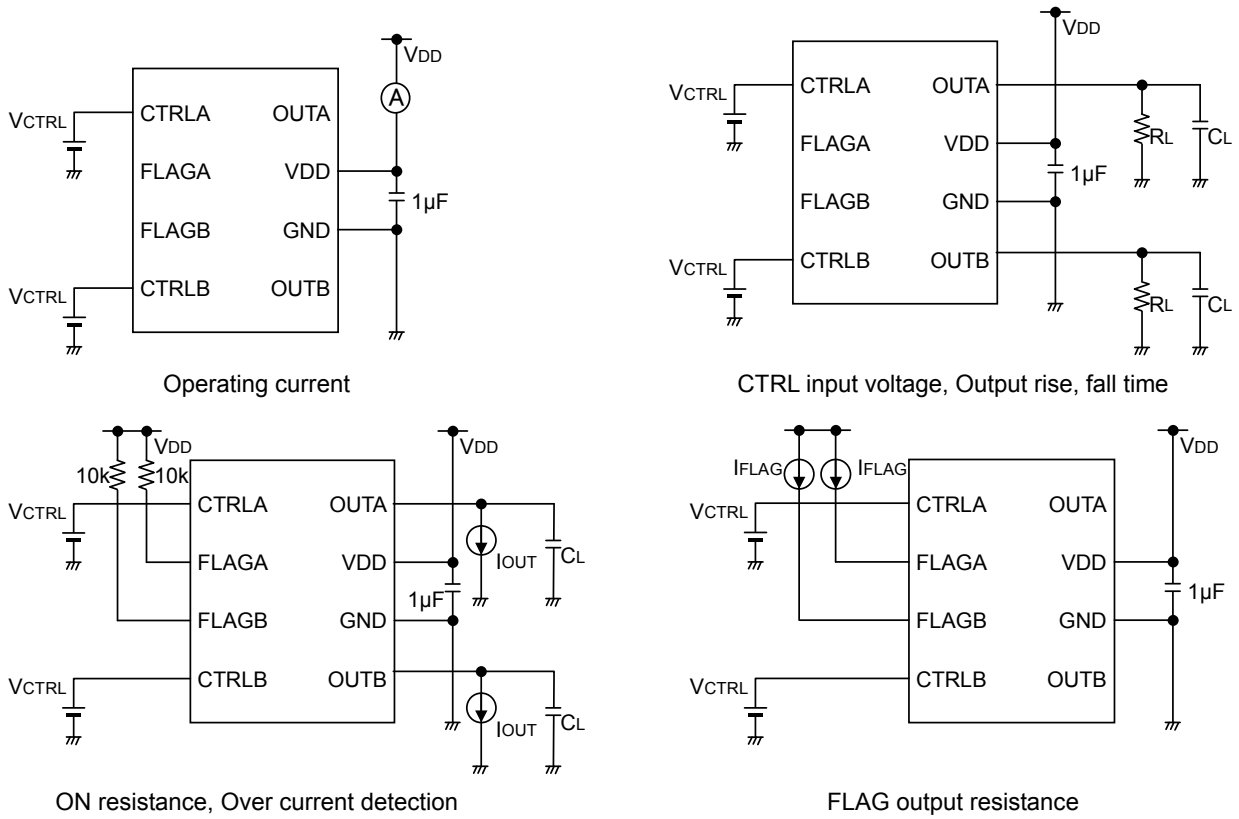 VDD
A
VCTRL
CTRLA OUTA
FLAGA VDD
1µF
FLAGB GND
VCTRL
CTRLB OUTB
Operating current
VDD
VCTRL
CTRLA OUTA
RL CL
FLAGA VDD
1µF
FLAGB GND
VCTRL
CTRLB OUTB
RL CL
CTRL input voltage, Output rise, fall time
VDD VDD
10k 10k
VCTRL
CTRLA OUTA
IOUT CL
FLAGA VDD
1µF
FLAGB GND
VCTRL
CTRLB OUTB
IOUT CL
ON resistance, Over current detection
VDD
IFLAG IFLAG
VCTRL
CTRLA OUTA
FLAGA VDD
1µF
FLAGB GND
VCTRL
CTRLB OUTB
FLAG output resistance